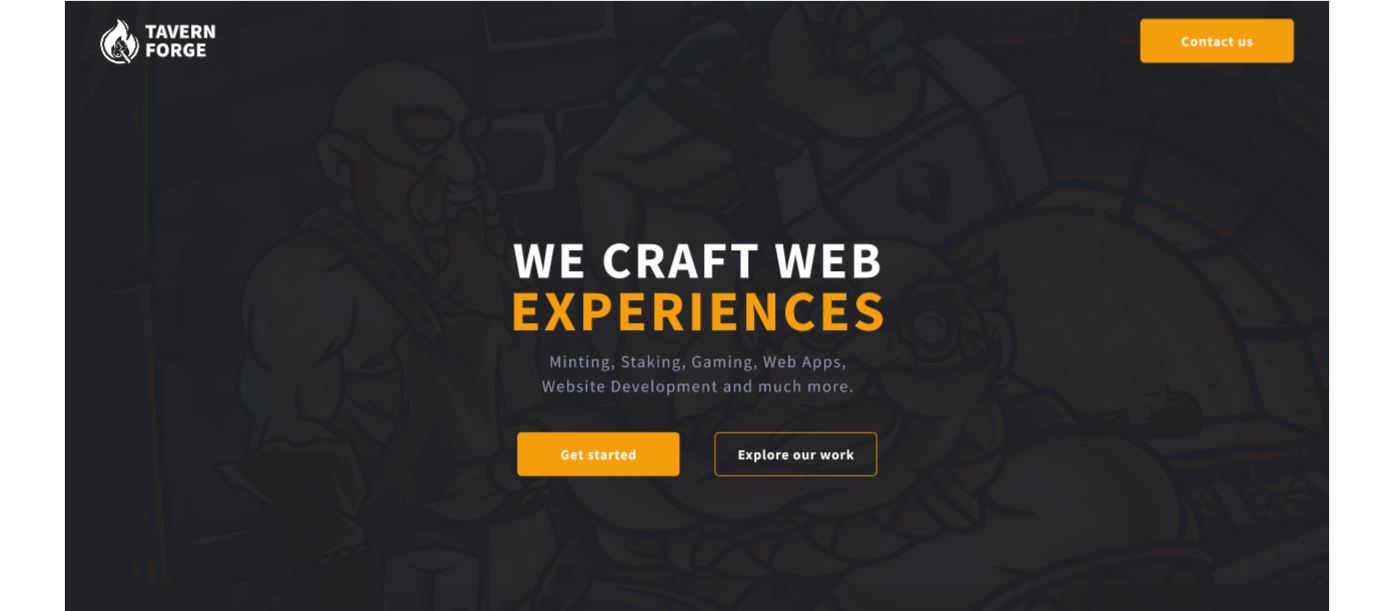 TAVERN
FORGE
Contact us
WE CRAFT WEB
EXPERIENCES
Minting, Staking, Gaming, Web Apps,
Website Development and much more.
Get started
Explore our work